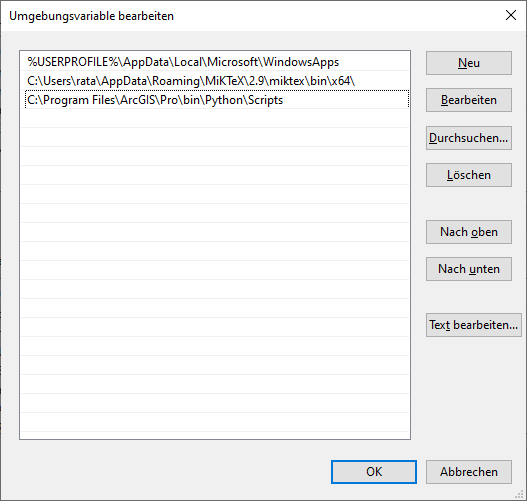 Umgebungsvariable bearbeiten
%USERPROFILE%\AppData\Local\Microsoft\WindowsApps
C:\Users\rata\AppData\Roaming\MiKTeX\2.9\miktex\bin\x64\
C:\Program Files\ArcGIS\Pro\bin\Python\Scripts
Neu
Bearbeiten
Durchsuchen...
Löschen
Nach oben
Nach unten
Text bearbeiten...
OK
Abbrechen